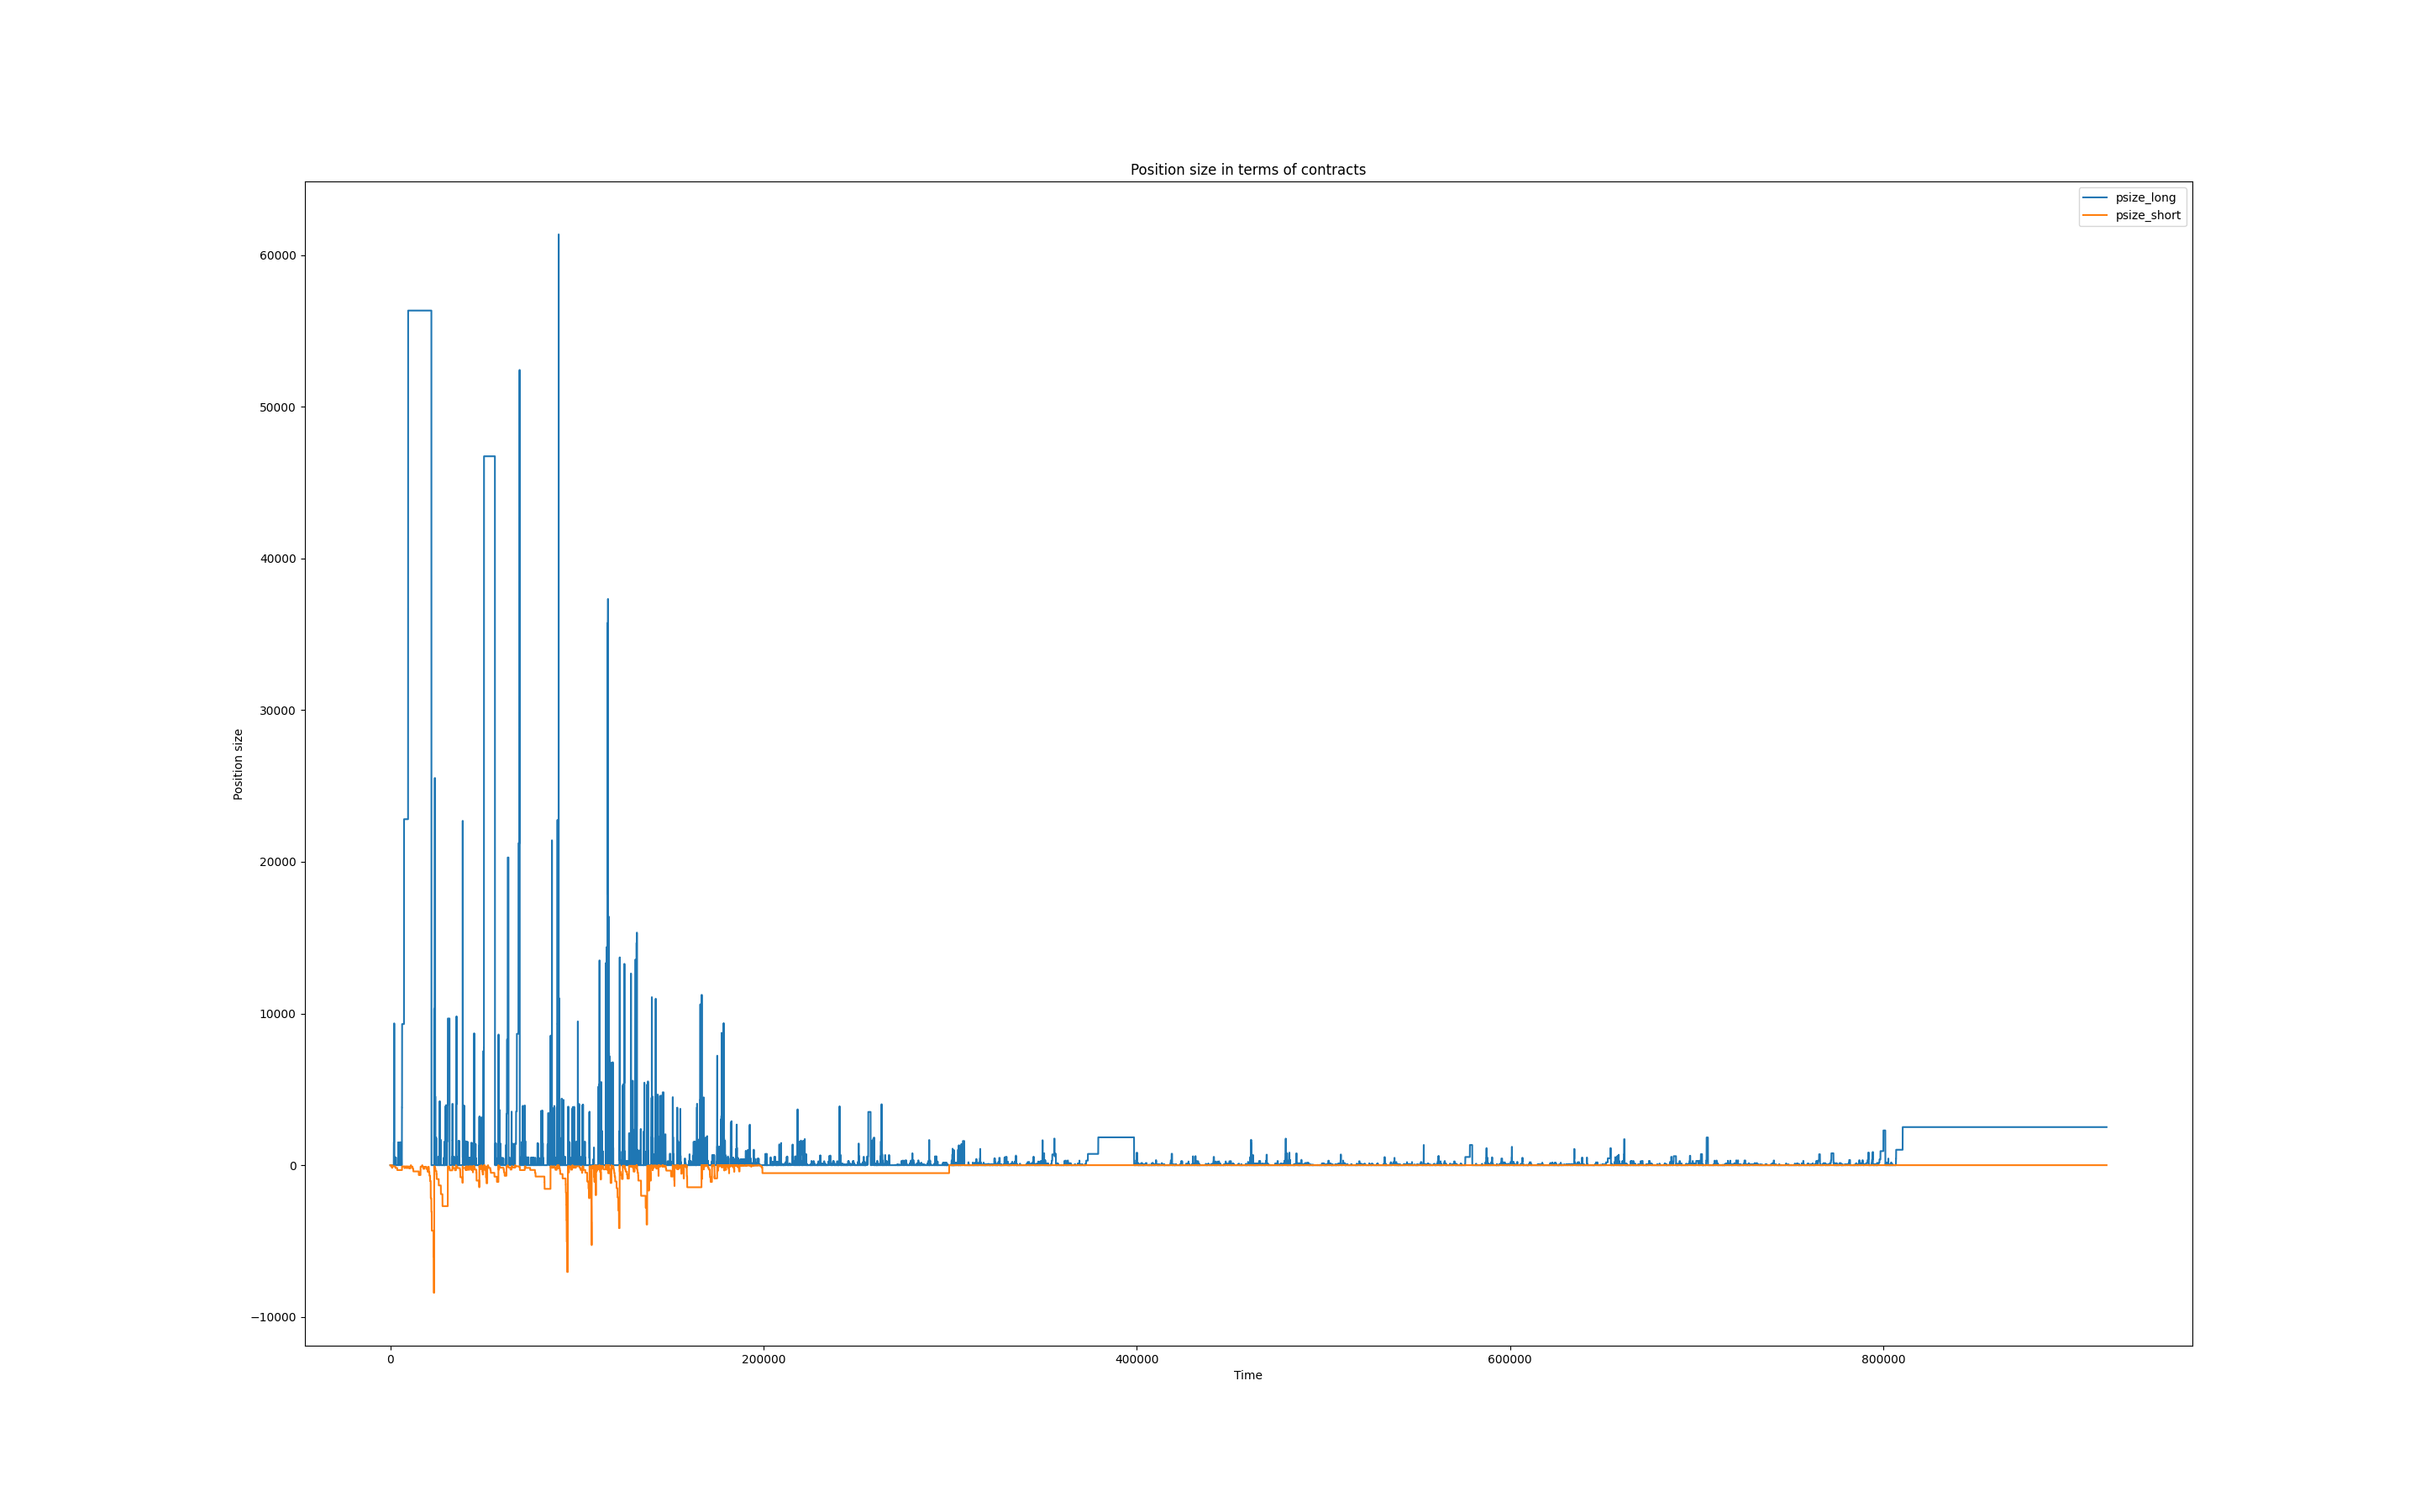 Position size in terms of contracts
psize_long
psize_short
60000
50000
40000
30000
20000
10000
0
−10000
Position size
0
200000
400000
600000
800000
Time